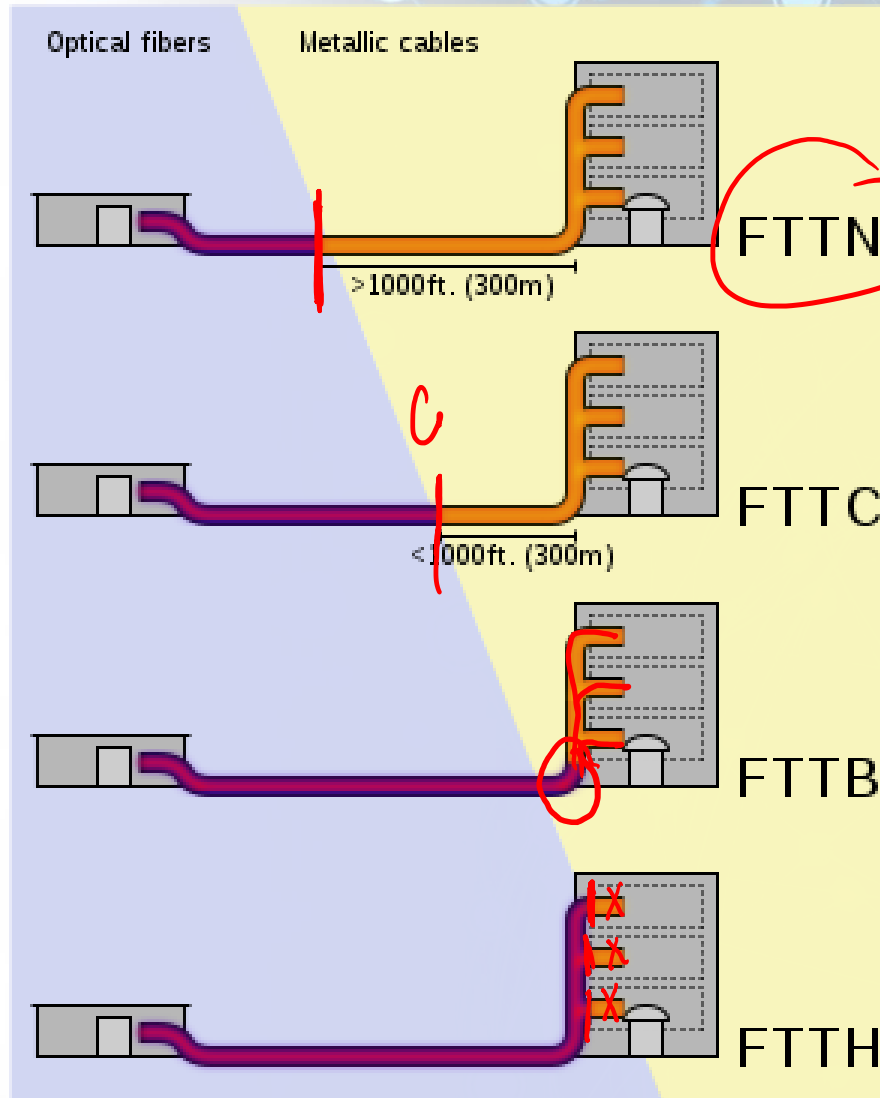 Optical fibers Metallic cables
FTTN
>1000ft. (300m)
C
FTTC
<1000ft. (300m)
FTTB
X
X
X
FTTH